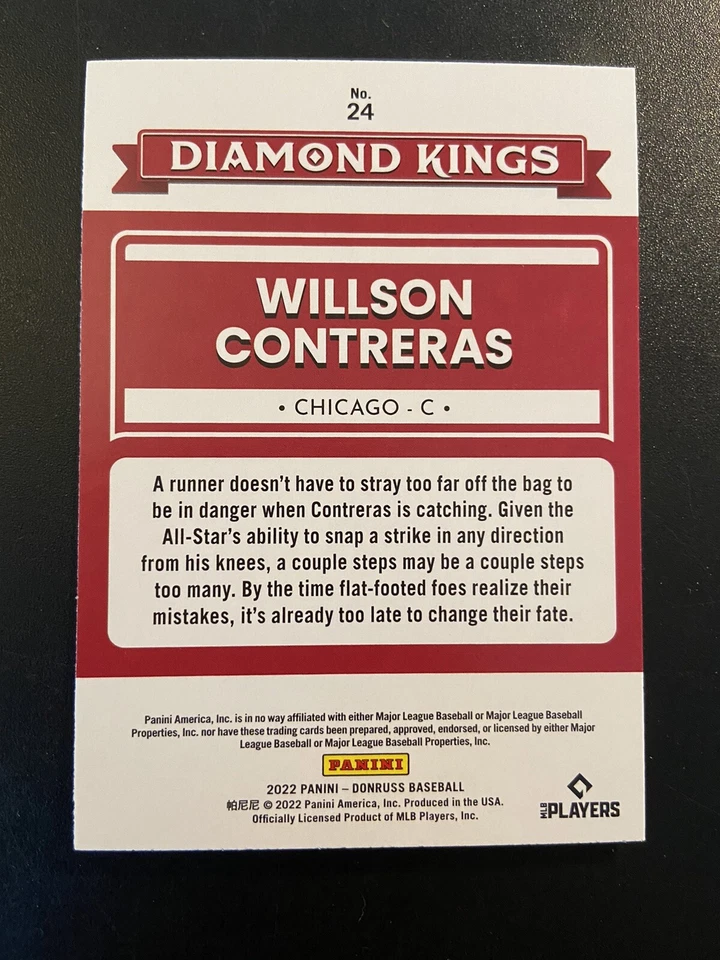 No.
24
DIAMOND KINGS
WILLSON
CONTRERAS
• CHICAGO - C •
A runner doesn't have to stray too far off the bag to
be in danger when Contreras is catching. Given the
All-Star's ability to snap a strike in any direction
from his knees, a couple steps may be a couple steps
too many. By the time flat-footed foes realize their
mistakes, it's already too late to change their fate.
Panini America, Inc. is in no way affiliated with either Major League Baseball or Major League Baseball
Properties, Inc. nor have these trading cards been prepared, approved, endorsed, or licensed by either Major
League Baseball or Major League Baseball Properties, Inc.
PANINI
2022 PANINI – DONRUSS BASEBALL
帕尼尼 © 2022 Panini America, Inc. Produced in the USA.
Officially Licensed Product of MLB Players, Inc.
MLB PLAYERS